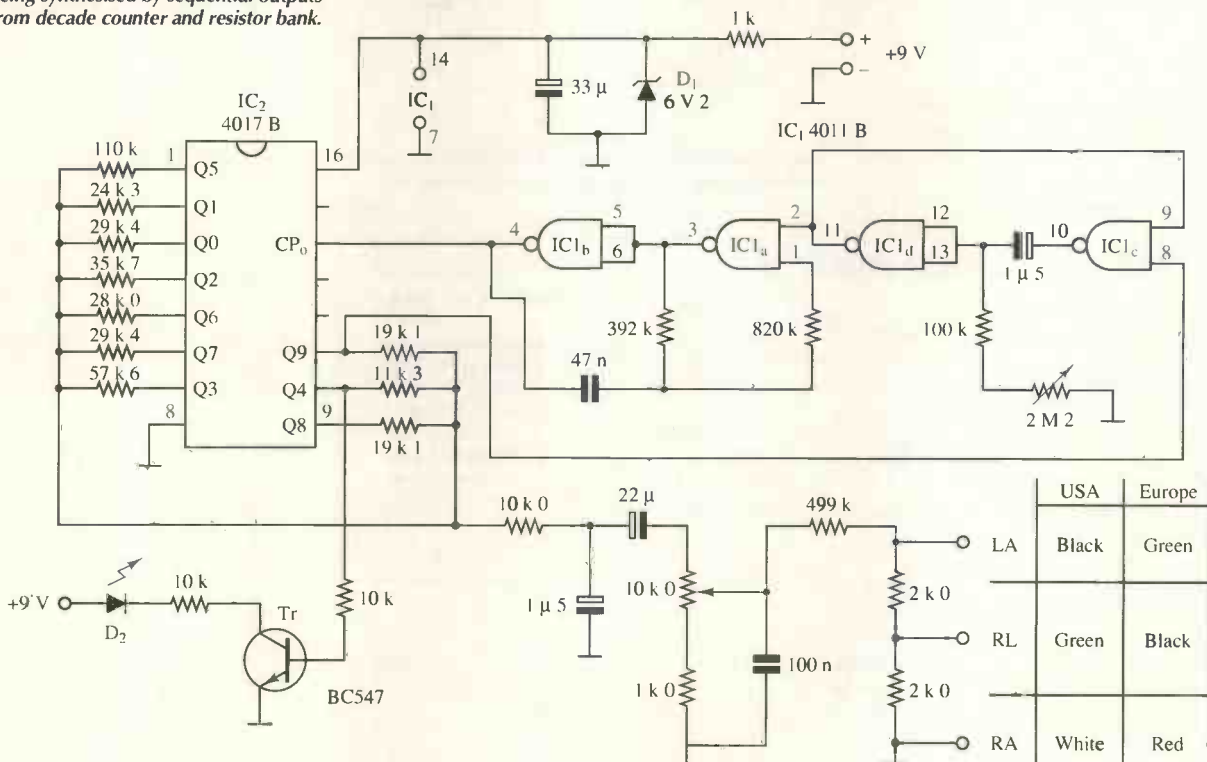 being synthesised by sequential outputs
from decade counter and resistor bank.
1 k
+
+9 V
–
14
IC1
7
33 µ
D1
6 V 2
IC2
4017 B
IC1 4011 B
110 k
1
Q5
16
24 k 3
Q1
29 k 4
Q0
CP0
35 k 7
Q2
28 k 0
Q6
29 k 4
Q7
Q9
19 k 1
57 k 6
Q3
Q4
11 k 3
8
Q8
9
19 k 1
4
IC1b
5
6
3
IC1a
2
1
11
IC1d
12
13
1 µ 5
10
IC1c
9
8
392 k
820 k
100 k
47 n
2 M 2
10 k 0
22 µ
499 k
1 µ 5
10 k 0
1 k 0
100 n
2 k 0
2 k 0
+9 V
D2
10 k
Tr
10 k
BC547
USA Europe
LA Black Green
RL Green Black
RA White Red